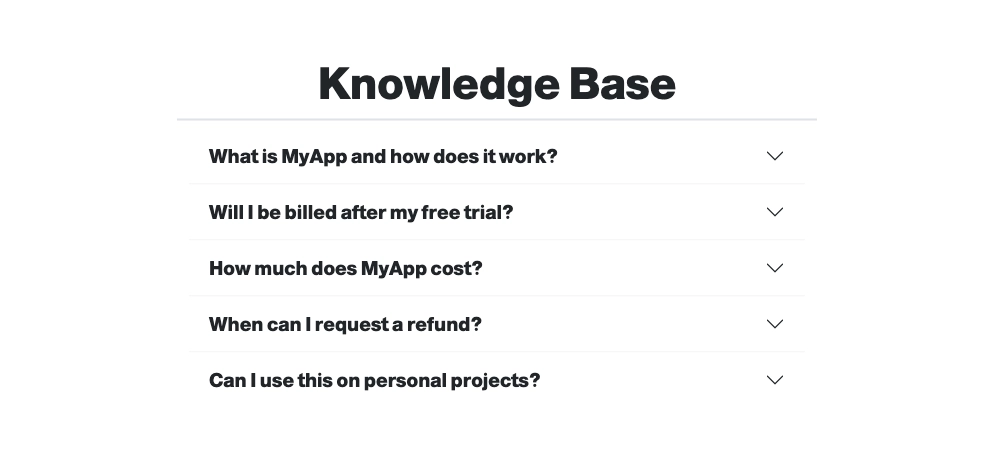 Knowledge Base
What is MyApp and how does it work?
Will I be billed after my free trial?
How much does MyApp cost?
When can I request a refund?
Can I use this on personal projects?